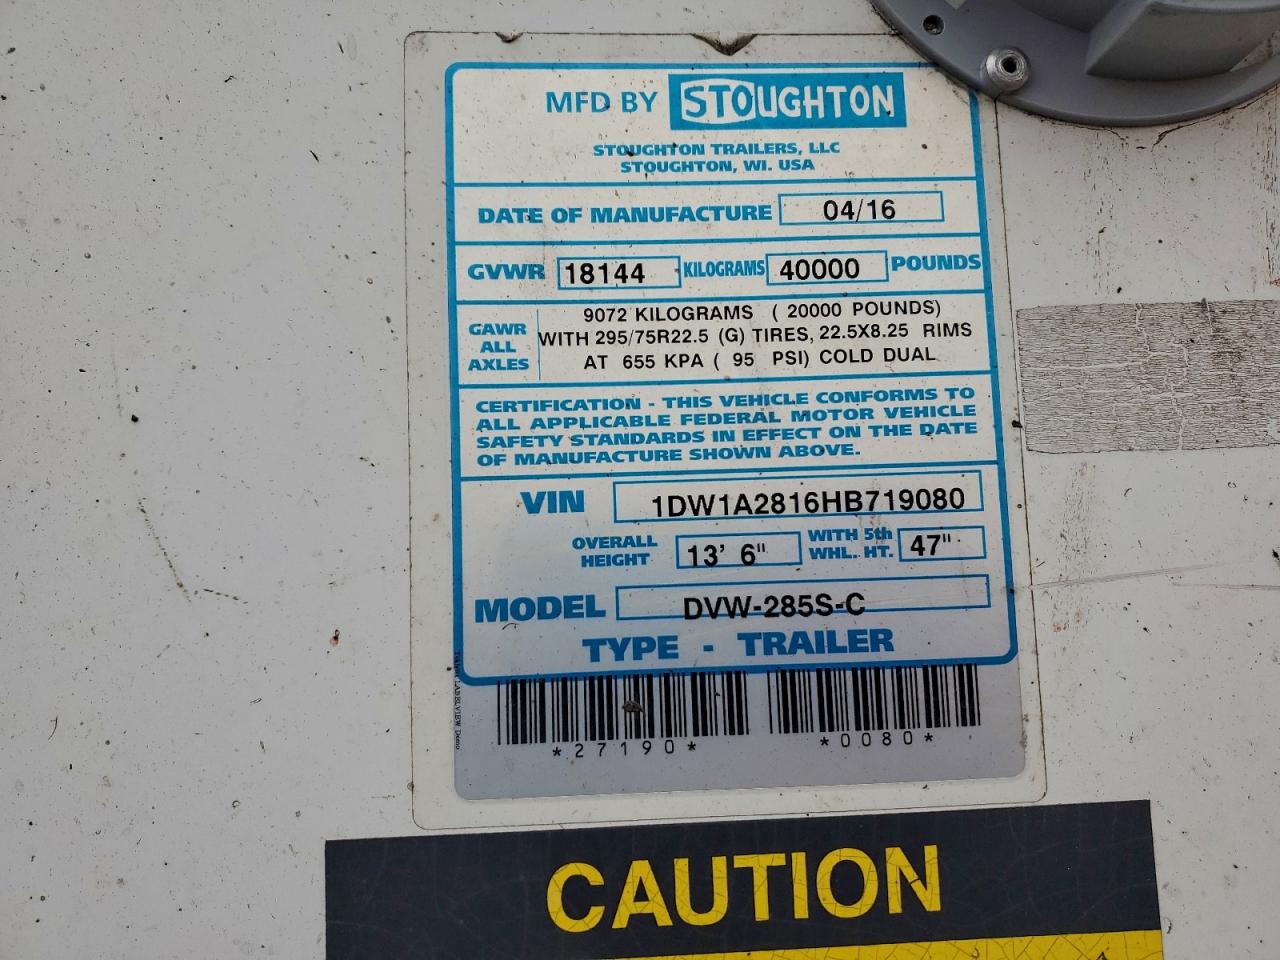 MFD BY STOUGHTON
STOUGHTON TRAILERS, LLC
STOUGHTON, WI. USA
DATE OF MANUFACTURE 04/16
GVWR 18144 KILOGRAMS 40000 POUNDS
GAWR ALL AXLES
9072 KILOGRAMS ( 20000 POUNDS)
WITH 295/75R22.5 (G) TIRES, 22.5X8.25 RIMS
AT 655 KPA ( 95 PSI) COLD DUAL
CERTIFICATION - THIS VEHICLE CONFORMS TO
ALL APPLICABLE FEDERAL MOTOR VEHICLE
SAFETY STANDARDS IN EFFECT ON THE DATE
OF MANUFACTURE SHOWN ABOVE.
VIN 1DW1A2816HB719080
OVERALL HEIGHT 13' 6" WITH 5th WHL. HT. 47"
MODEL DVW-285S-C
TYPE - TRAILER
*27190* *0080*
LABELVIEW Demo
CAUTION